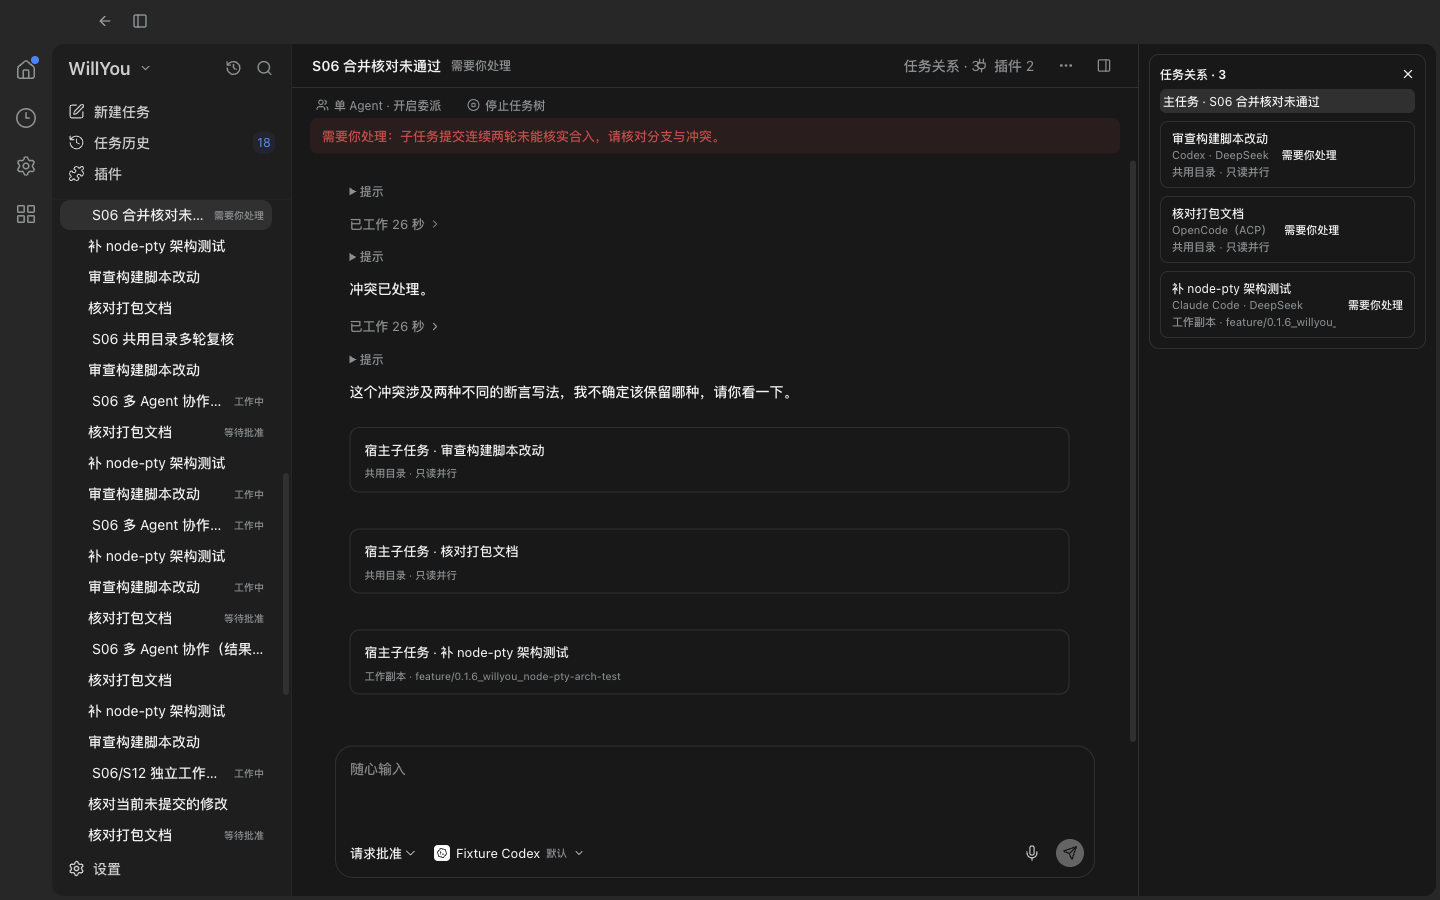 WillYou
新建任务
任务历史 18
插件
S06 合并核对未... 需要你处理
补 node-pty 架构测试
审查构建脚本改动
核对打包文档
S06 共用目录多轮复核
审查构建脚本改动
S06 多 Agent 协作... 工作中
核对打包文档 等待批准
补 node-pty 架构测试
审查构建脚本改动 工作中
S06 多 Agent 协作... 工作中
补 node-pty 架构测试
审查构建脚本改动 工作中
核对打包文档 等待批准
S06 多 Agent 协作（结果...
核对打包文档
补 node-pty 架构测试
审查构建脚本改动
S06/S12 独立工作... 工作中
核对当前未提交的修改
核对打包文档 等待批准
设置
S06 合并核对未通过 需要你处理
任务关系 · 3 插件 2
单 Agent · 开启委派 停止任务树
需要你处理：子任务提交连续两轮未能核实合入，请核对分支与冲突。
提示
已工作 26 秒
提示
冲突已处理。
已工作 26 秒
提示
这个冲突涉及两种不同的断言写法，我不确定该保留哪种，请你看一下。
宿主子任务 · 审查构建脚本改动
共用目录 · 只读并行
宿主子任务 · 核对打包文档
共用目录 · 只读并行
宿主子任务 · 补 node-pty 架构测试
工作副本 · feature/0.1.6_willyou_node-pty-arch-test
随心输入
请求批准 Fixture Codex 默认
任务关系 · 3
主任务 · S06 合并核对未通过
审查构建脚本改动
Codex · DeepSeek 需要你处理
共用目录 · 只读并行
核对打包文档
OpenCode（ACP） 需要你处理
共用目录 · 只读并行
补 node-pty 架构测试
Claude Code · DeepSeek 需要你处理
工作副本 · feature/0.1.6_willyou_